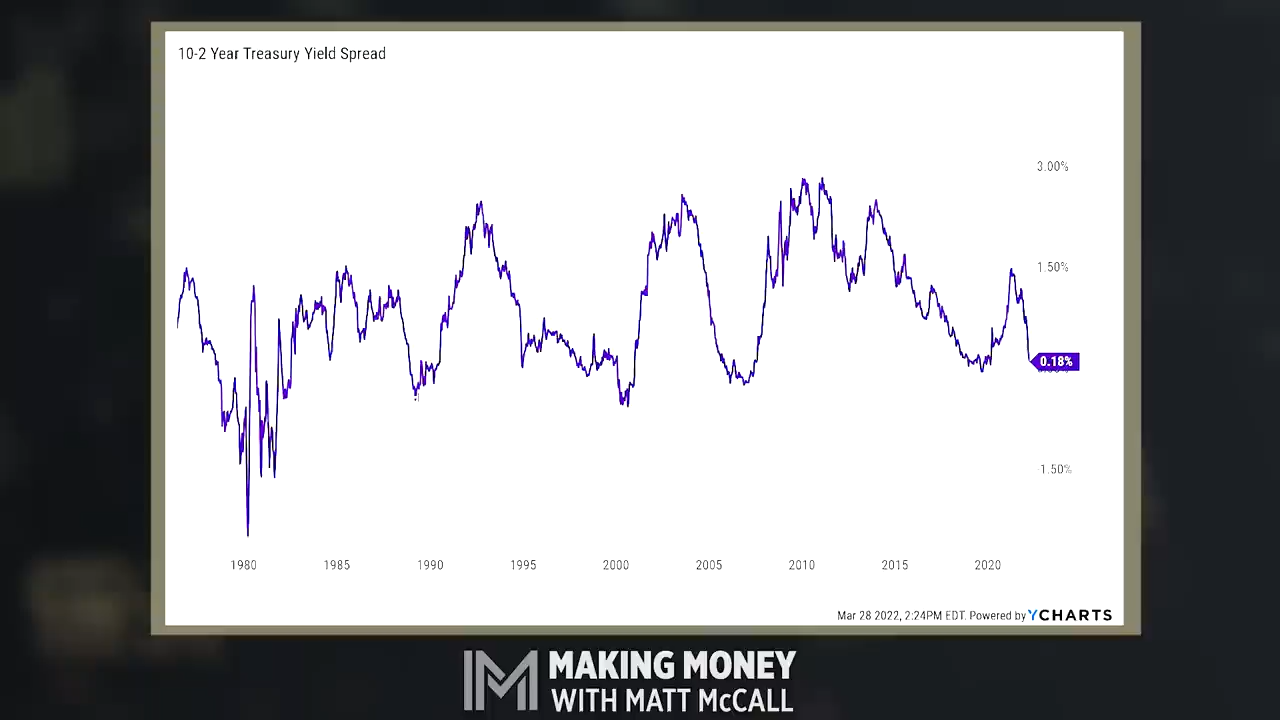 10-2 Year Treasury Yield Spread
3.00%
1.50%
0.18%
-1.50%
1980 1985 1990 1995 2000 2005 2010 2015 2020
Mar 28 2022, 2:24PM EDT. Powered by YCHARTS
MAKING MONEY
WITH MATT McCALL